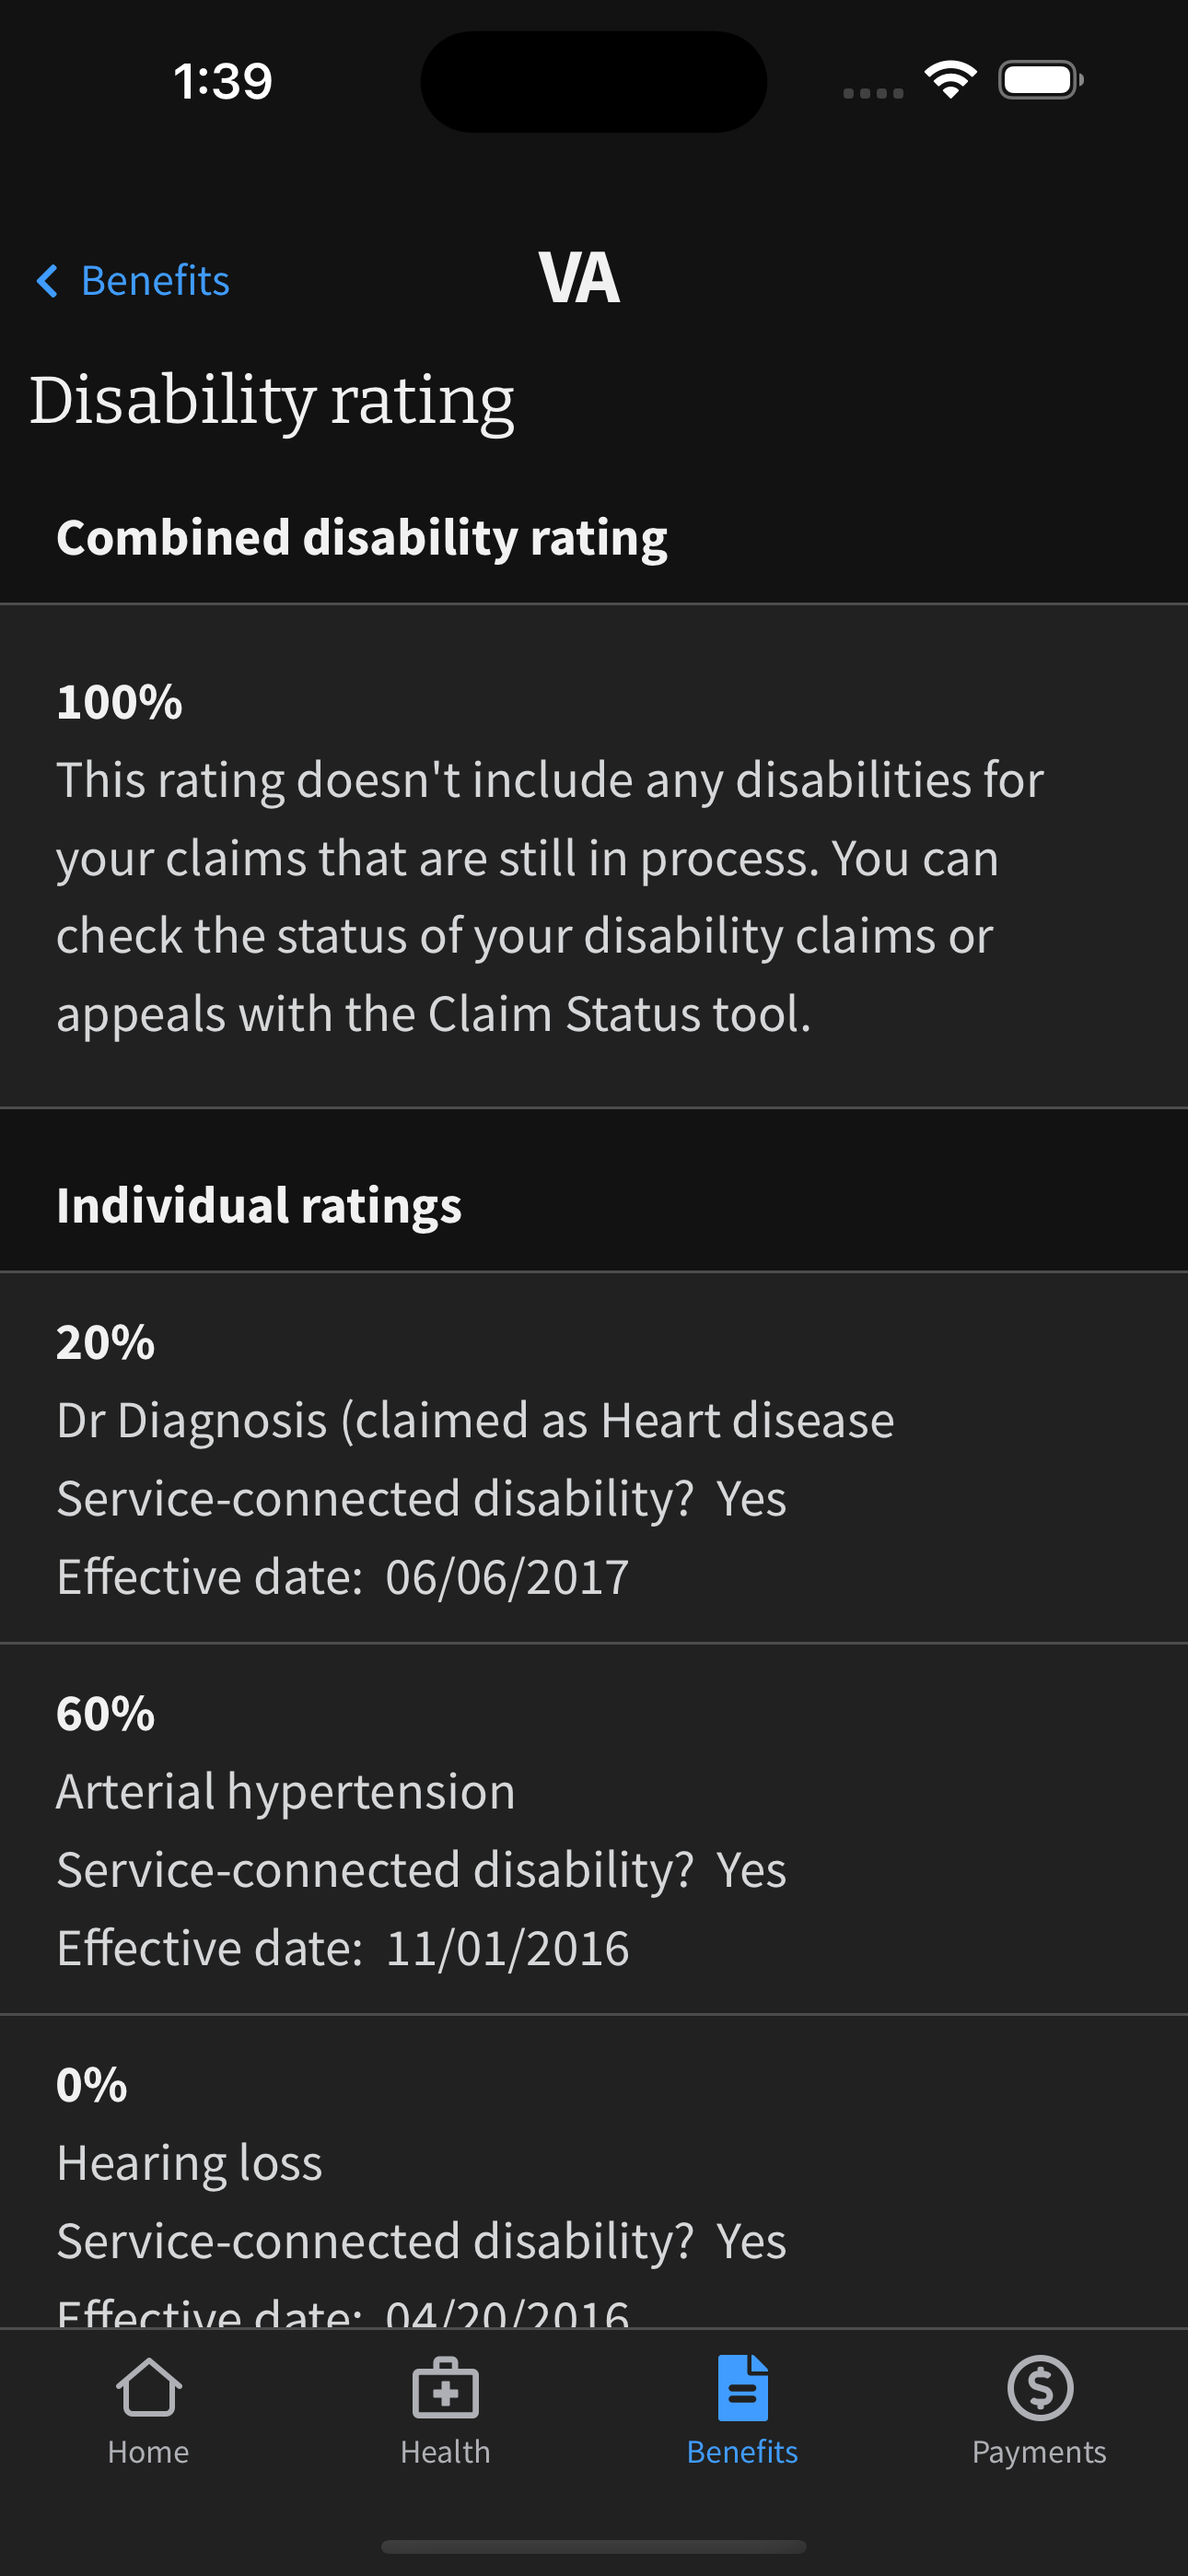 1:39
Benefits
VA
Disability rating
Combined disability rating
100%
This rating doesn't include any disabilities for
your claims that are still in process. You can
check the status of your disability claims or
appeals with the Claim Status tool.
Individual ratings
20%
Dr Diagnosis (claimed as Heart disease
Service-connected disability? Yes
Effective date: 06/06/2017
60%
Arterial hypertension
Service-connected disability? Yes
Effective date: 11/01/2016
0%
Hearing loss
Service-connected disability? Yes
Effective date: 04/20/2016
Home
Health
Benefits
Payments